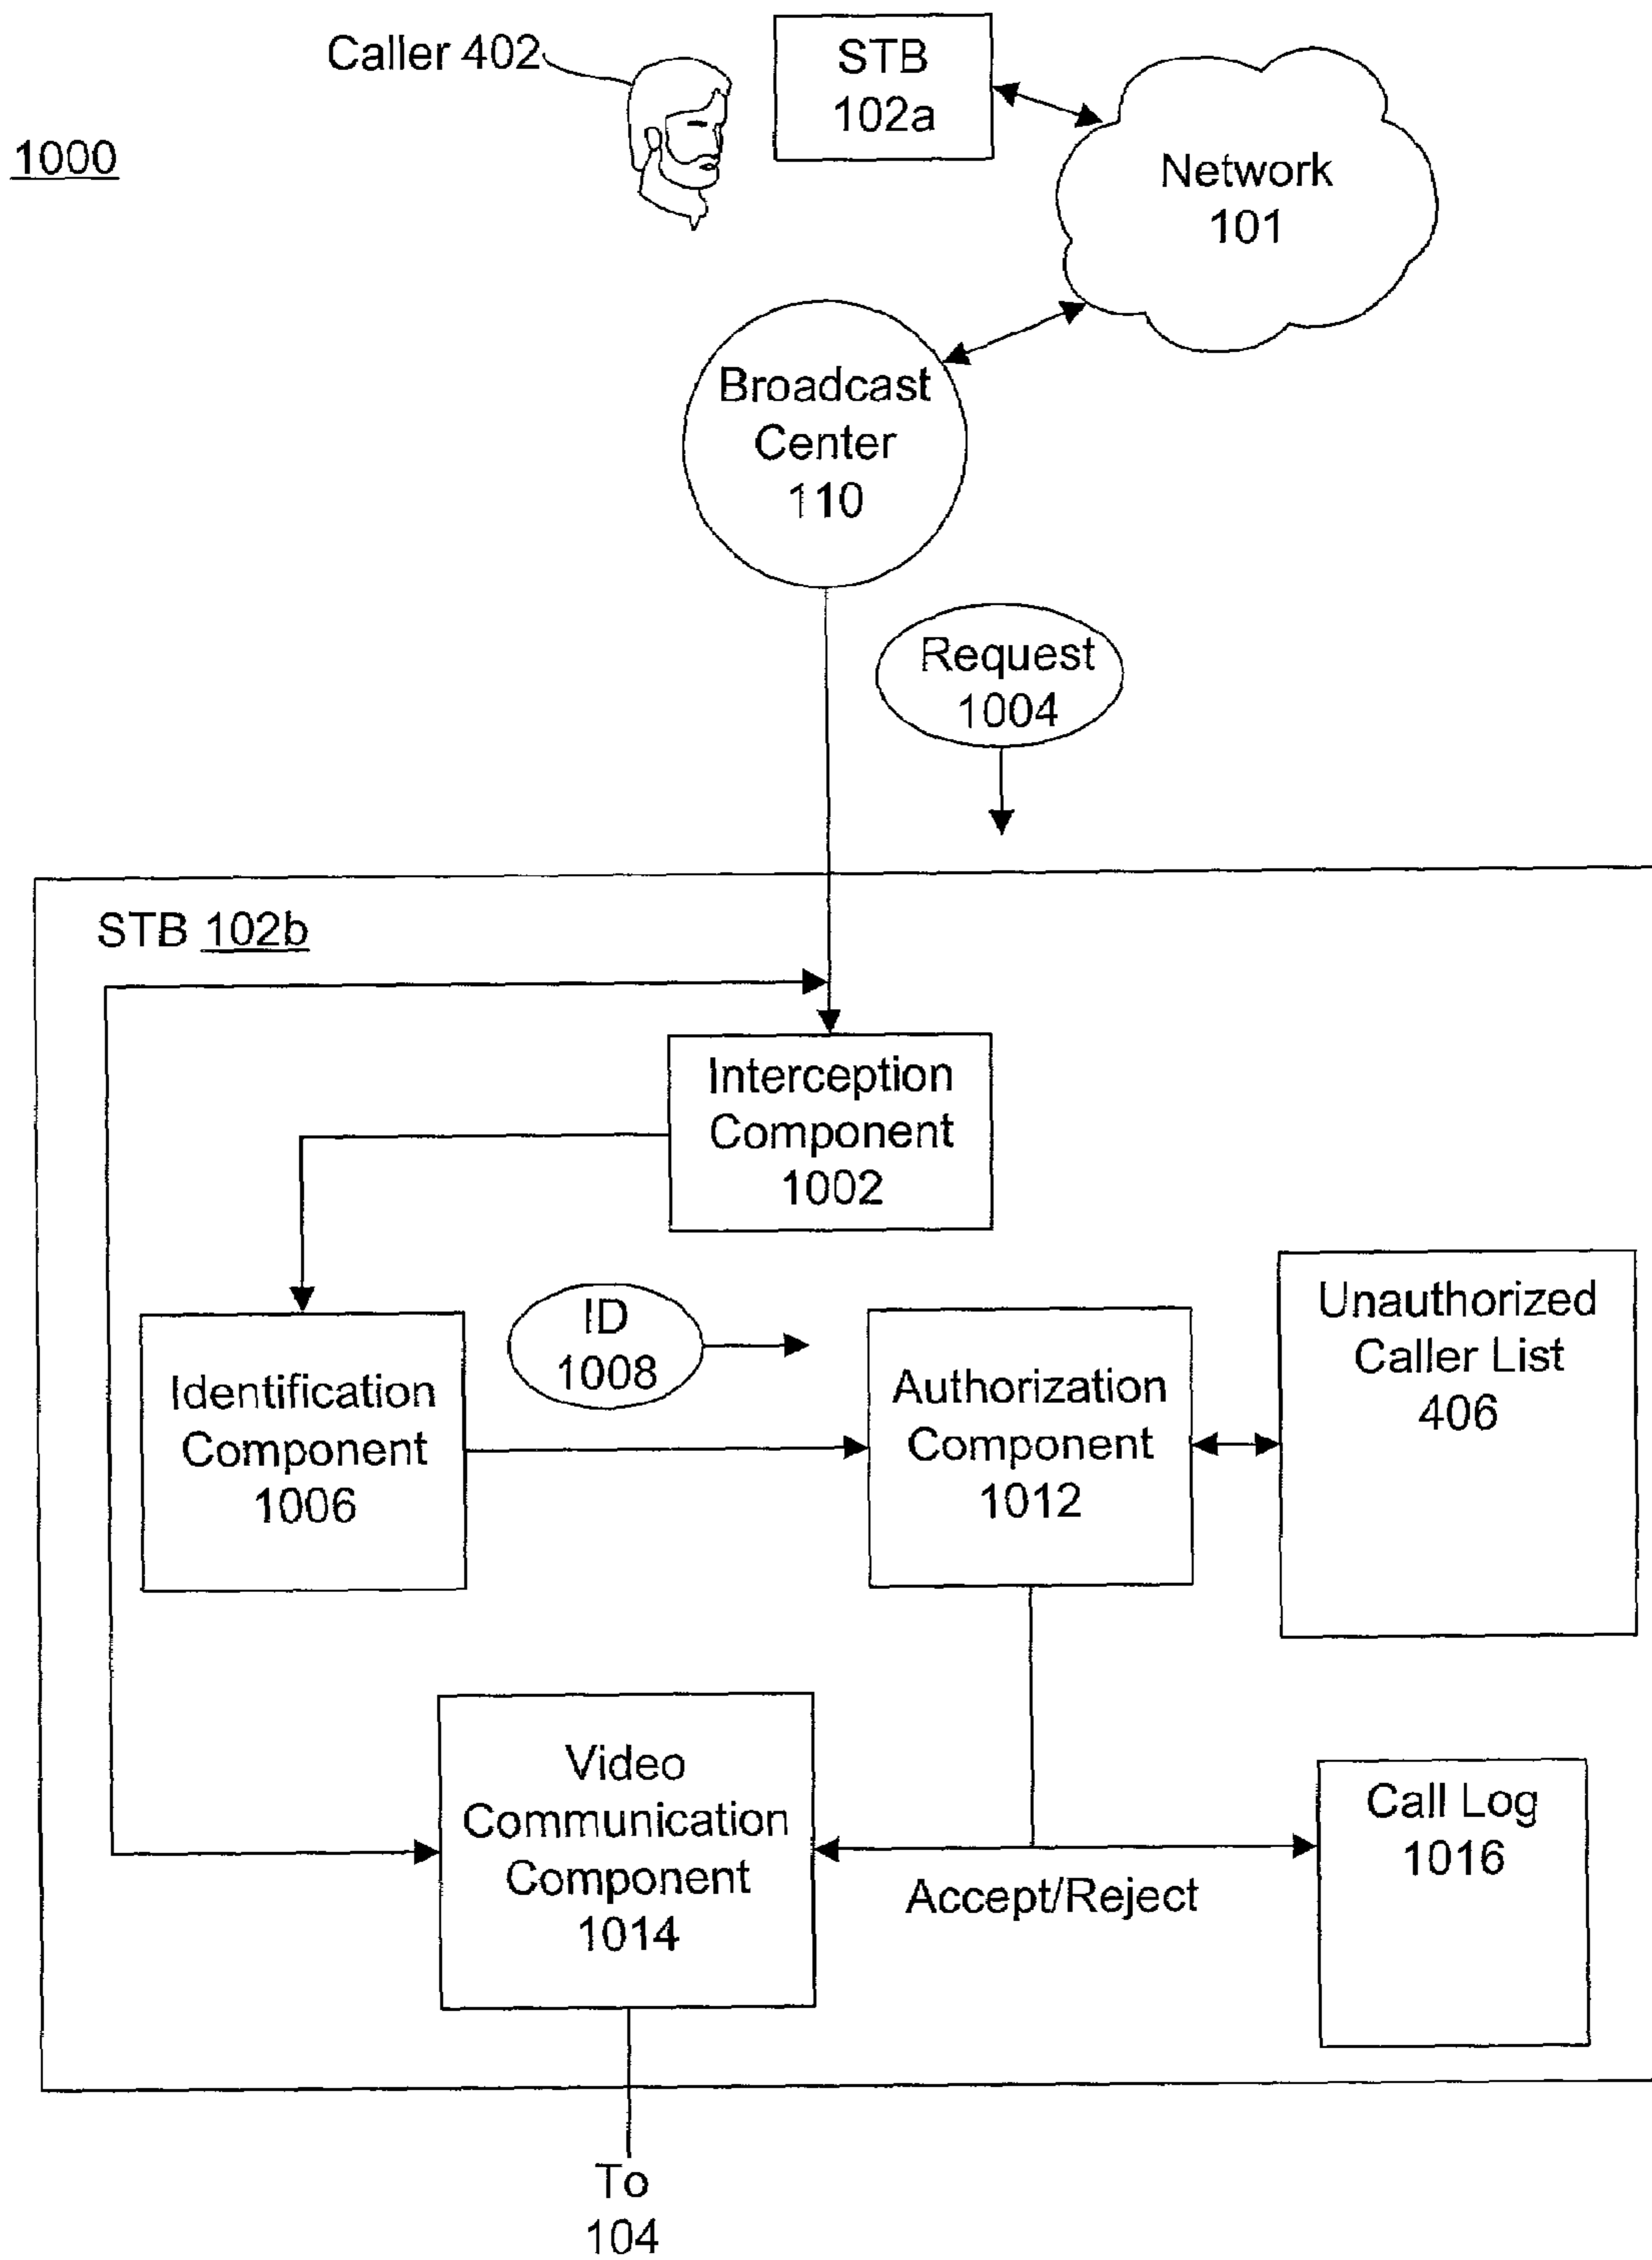 Caller 402
STB
102a
1000
Network
101
Broadcast
Center
110
Request
1004
STB 102b
Interception
Component
1002
ID
1008
Unauthorized
Caller List
406
Identification
Component
1006
Authorization
Component
1012
Video
Communication
Component
1014
Call Log
1016
Accept/Reject
To
104